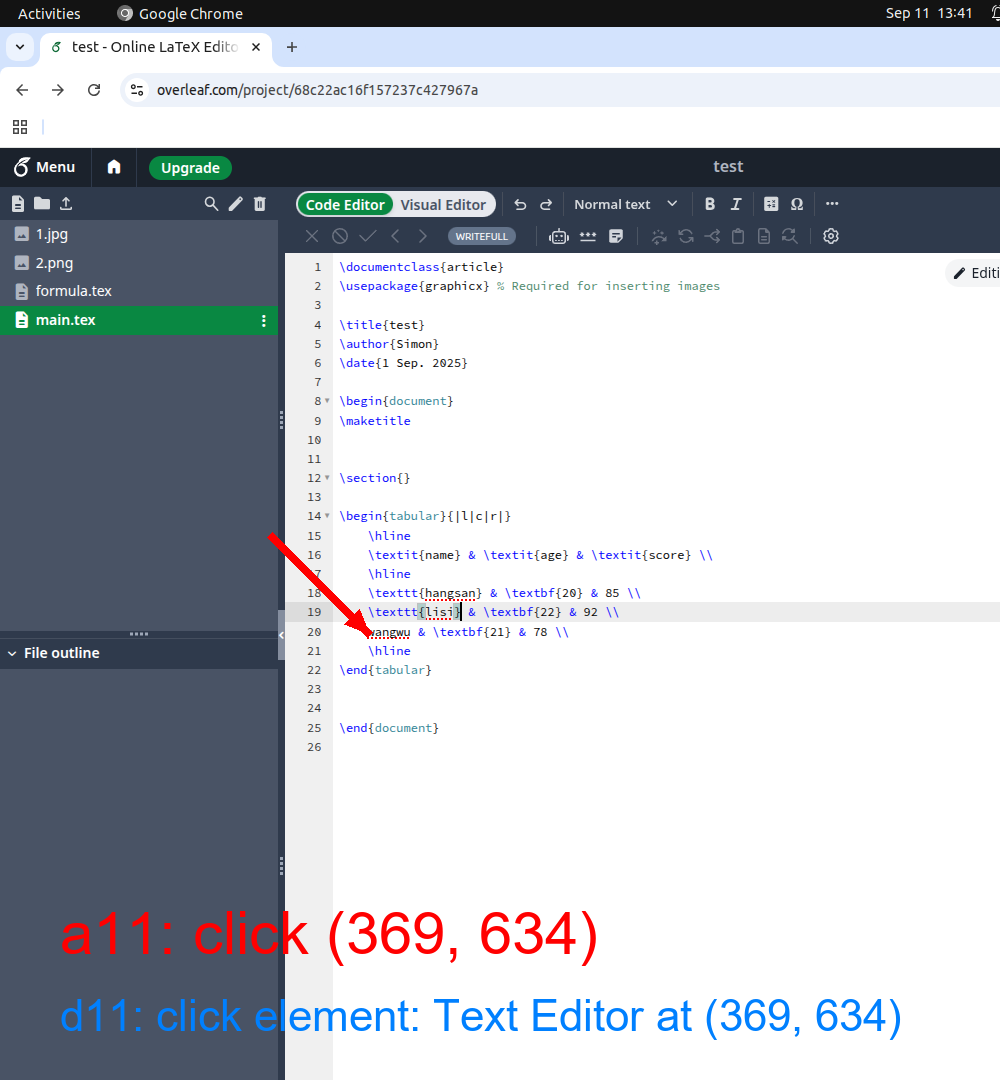 Activities Google Chrome Sep 11 13:41
test - Online LaTeX Edito
overleaf.com/project/68c22ac16f157237c427967a
Menu Upgrade test
Code Editor Visual Editor Normal text B I Ω
WRITEFULL
1.jpg
2.png
formula.tex
main.tex
File outline
Editi
1 \documentclass{article}
2 \usepackage{graphicx} % Required for inserting images
3
4 \title{test}
5 \author{Simon}
6 \date{1 Sep. 2025}
7
8 \begin{document}
9 \maketitle
10
11
12 \section{}
13
14 \begin{tabular}{|l|c|r|}
15 \hline
16 \textit{name} & \textit{age} & \textit{score} \\
7 \hline
18 \texttt{hangsan} & \textbf{20} & 85 \\
19 \texttt{lisi} & \textbf{22} & 92 \\
20 wangwu & \textbf{21} & 78 \\
21 \hline
22 \end{tabular}
23
24
25 \end{document}
26
a11: click (369, 634)
d11: click element: Text Editor at (369, 634)